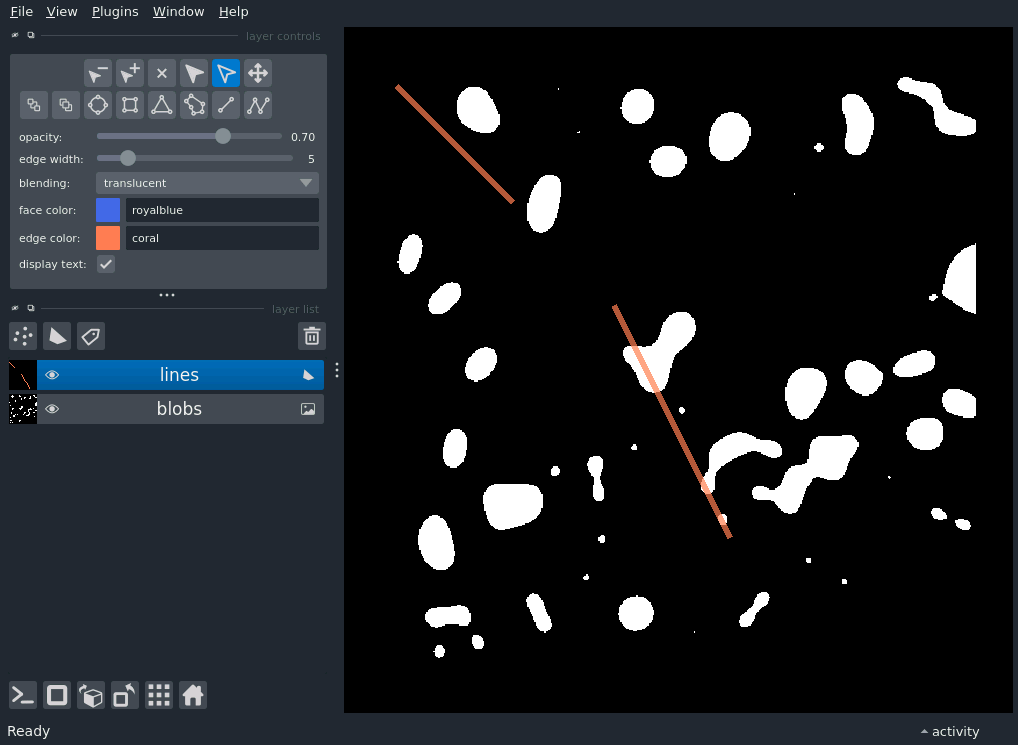 File View Plugins Window Help
layer controls
opacity: 0.70
edge width: 5
blending: translucent
face color: royalblue
edge color: coral
display text:
layer list
lines
blobs
Ready
activity